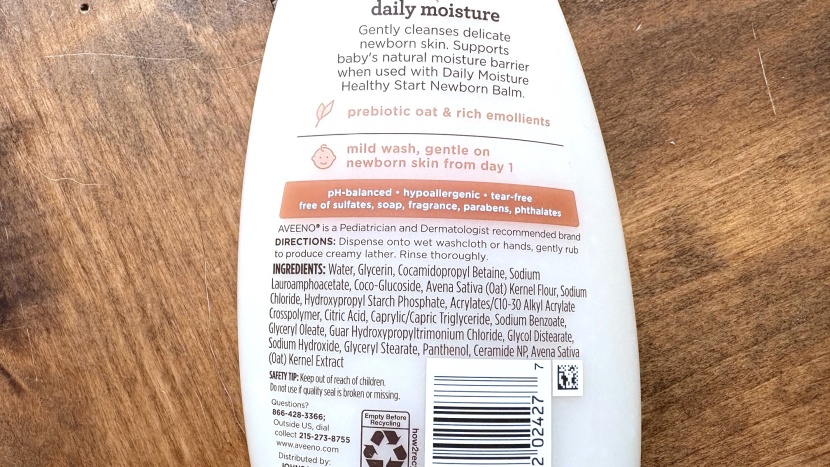 daily moisture
Gently cleanses delicate
newborn skin. Supports
baby's natural moisture barrier
when used with Daily Moisture
Healthy Start Newborn Balm.
prebiotic oat & rich emollients
mild wash, gentle on
newborn skin from day 1
pH-balanced • hypoallergenic • tear-free
free of sulfates, soap, fragrance, parabens, phthalates
AVEENO® is a Pediatrician and Dermatologist recommended brand
DIRECTIONS: Dispense onto wet washcloth or hands, gently rub
to produce creamy lather. Rinse thoroughly.
INGREDIENTS: Water, Glycerin, Cocamidopropyl Betaine, Sodium
Lauroamphoacetate, Coco-Glucoside, Avena Sativa (Oat) Kernel Flour, Sodium
Chloride, Hydroxypropyl Starch Phosphate, Acrylates/C10-30 Alkyl Acrylate
Crosspolymer, Citric Acid, Caprylic/Capric Triglyceride, Sodium Benzoate,
Glyceryl Oleate, Guar Hydroxypropyltrimonium Chloride, Glycol Distearate,
Sodium Hydroxide, Glyceryl Stearate, Panthenol, Ceramide NP, Avena Sativa
(Oat) Kernel Extract
SAFETY TIP: Keep out of reach of children.
Do not use if quality seal is broken or missing.
Questions?
866-428-3366;
Outside US, dial
collect 215-273-8755
www.aveeno.com
Distributed by:
Empty Before
Recycling
how2rec
7
02427